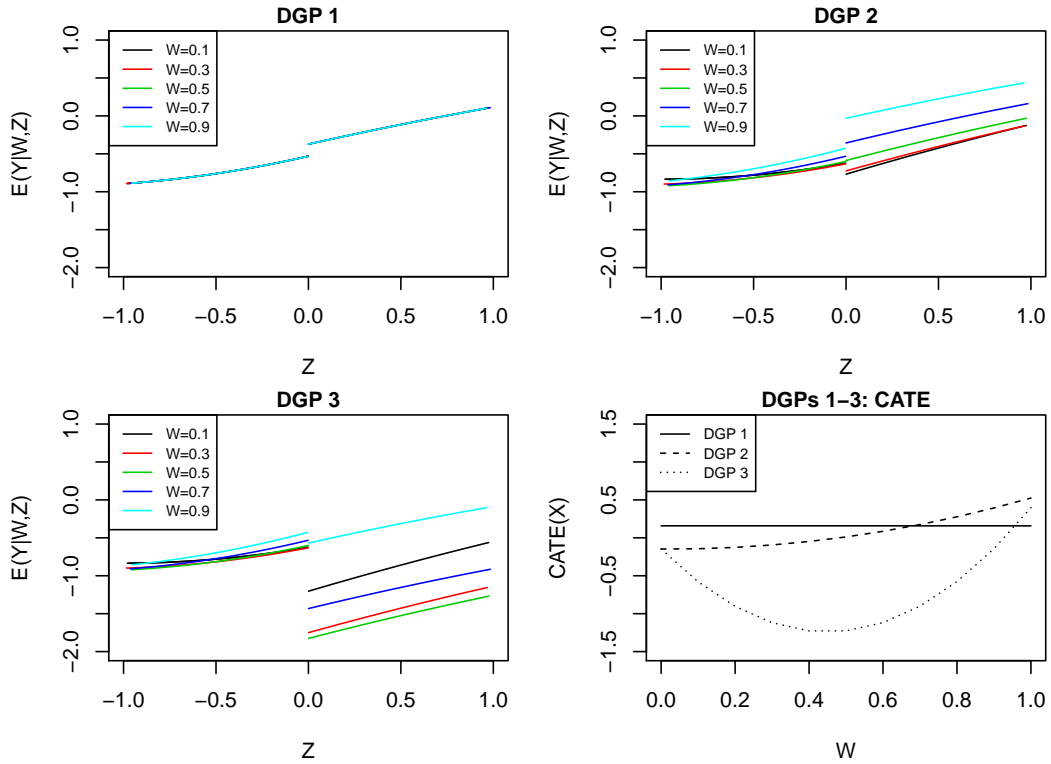 DGP 1
E(Y|W,Z)
1.0
0.0
−1.0
−2.0
W=0.1
W=0.3
W=0.5
W=0.7
W=0.9
−1.0 −0.5 0.0 0.5 1.0
Z
DGP 2
E(Y|W,Z)
1.0
0.0
−1.0
−2.0
W=0.1
W=0.3
W=0.5
W=0.7
W=0.9
−1.0 −0.5 0.0 0.5 1.0
Z
DGP 3
E(Y|W,Z)
1.0
0.0
−1.0
−2.0
W=0.1
W=0.3
W=0.5
W=0.7
W=0.9
−1.0 −0.5 0.0 0.5 1.0
Z
DGPs 1−3: CATE
CATE(X)
1.5
0.5
−0.5
−1.5
DGP 1
DGP 2
DGP 3
0.0 0.2 0.4 0.6 0.8 1.0
W